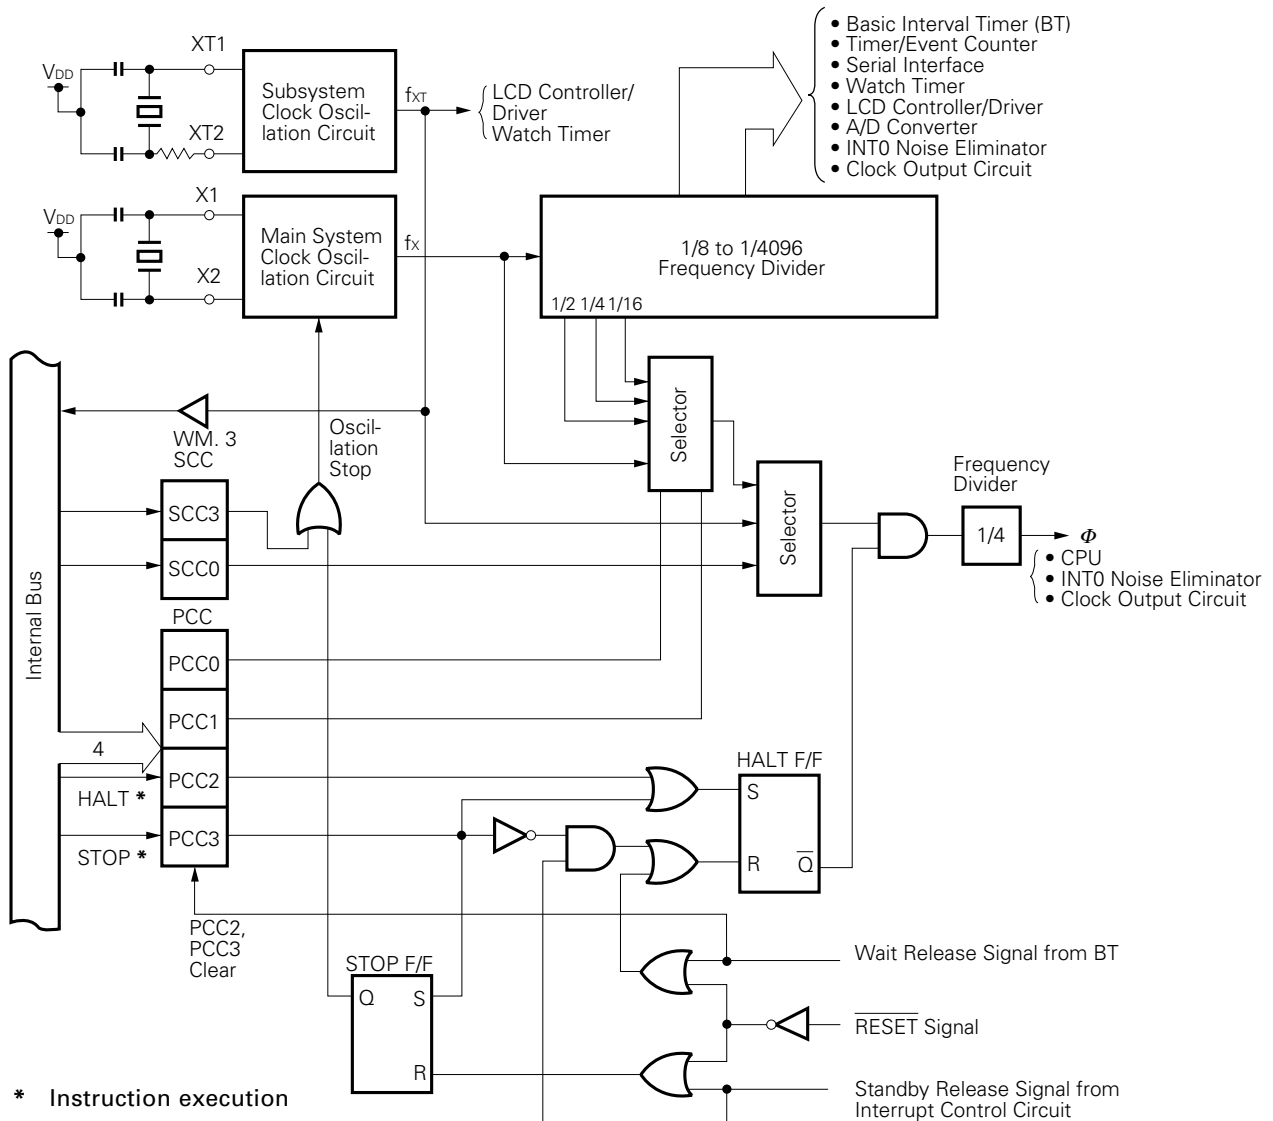 XT1
VDD
XT2
Subsystem
Clock Oscil-
lation Circuit
fXT
LCD Controller/
Driver
Watch Timer
• Basic Interval Timer (BT)
• Timer/Event Counter
• Serial Interface
• Watch Timer
• LCD Controller/Driver
• A/D Converter
• INT0 Noise Eliminator
• Clock Output Circuit
X1
VDD
X2
Main System
Clock Oscil-
lation Circuit
fX
1/8 to 1/4096
Frequency Divider
1/2 1/4 1/16
Internal Bus
WM. 3
SCC
Oscil-
lation
Stop
Selector
SCC3
SCC0
Selector
Frequency
Divider
1/4
Φ
• CPU
• INT0 Noise Eliminator
• Clock Output Circuit
PCC
PCC0
PCC1
4
PCC2
HALT *
PCC3
STOP *
HALT F/F
S
R
Q̅
PCC2,
PCC3
Clear
STOP F/F
Q
S
R
Wait Release Signal from BT
R̅E̅S̅E̅T̅ Signal
Standby Release Signal from
Interrupt Control Circuit
* Instruction execution